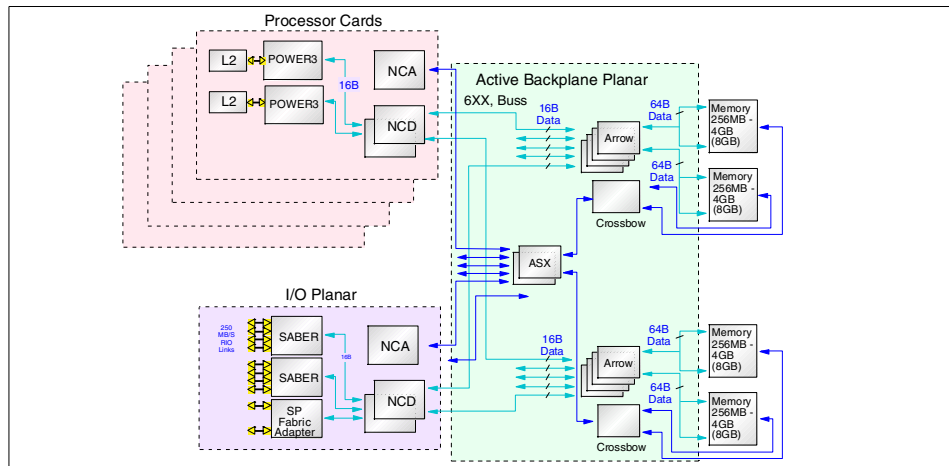 Processor Cards
L2
POWER3
16B
L2
POWER3
NCA
NCD
Active Backplane Planar
6XX, Buss
16B
Data
Arrow
64B
Data
64B
Data
Memory
256MB -
4GB
(8GB)
Memory
256MB -
4GB
(8GB)
Crossbow
ASX
I/O Planar
250
MB/S
RIO
Links
SABER
16B
SABER
SP
Fabric
Adapter
NCA
NCD
16B
Data
Arrow
64B
Data
64B
Data
Memory
256MB -
4GB
(8GB)
Memory
256MB -
4GB
(8GB)
Crossbow